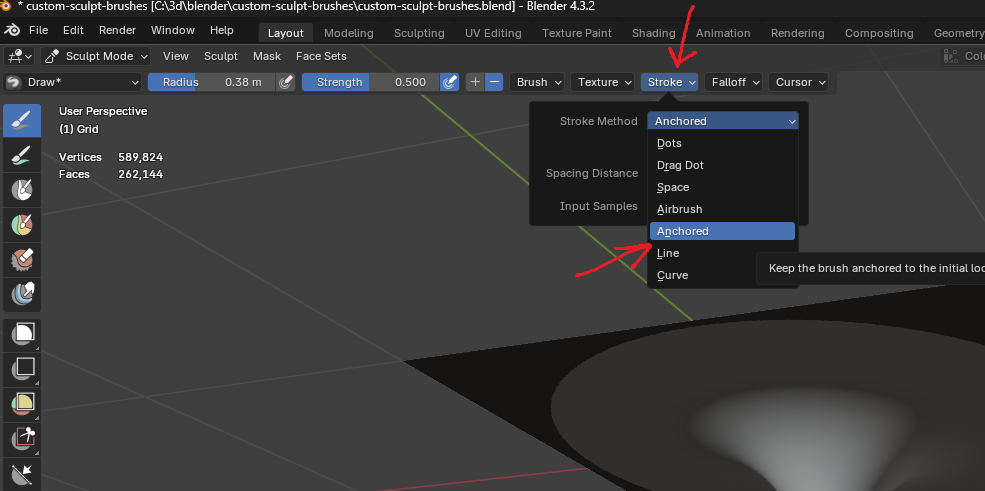 * custom-sculpt-brushes [C:\3d\blender\custom-sculpt-brushes\custom-sculpt-brushes.blend] - Blender 4.3.2
File Edit Render Window Help Layout Modeling Sculpting UV Editing Texture Paint Shading Animation Rendering Compositing Geometry
Sculpt Mode View Sculpt Mask Face Sets
Draw* Radius 0.38 m Strength 0.500 Brush Texture Stroke Falloff Cursor
User Perspective
(1) Grid
Vertices 589,824
Faces 262,144
Stroke Method Anchored
Dots
Drag Dot
Spacing Distance
Space
Input Samples
Airbrush
Anchored
Line
Curve
Keep the brush anchored to the initial